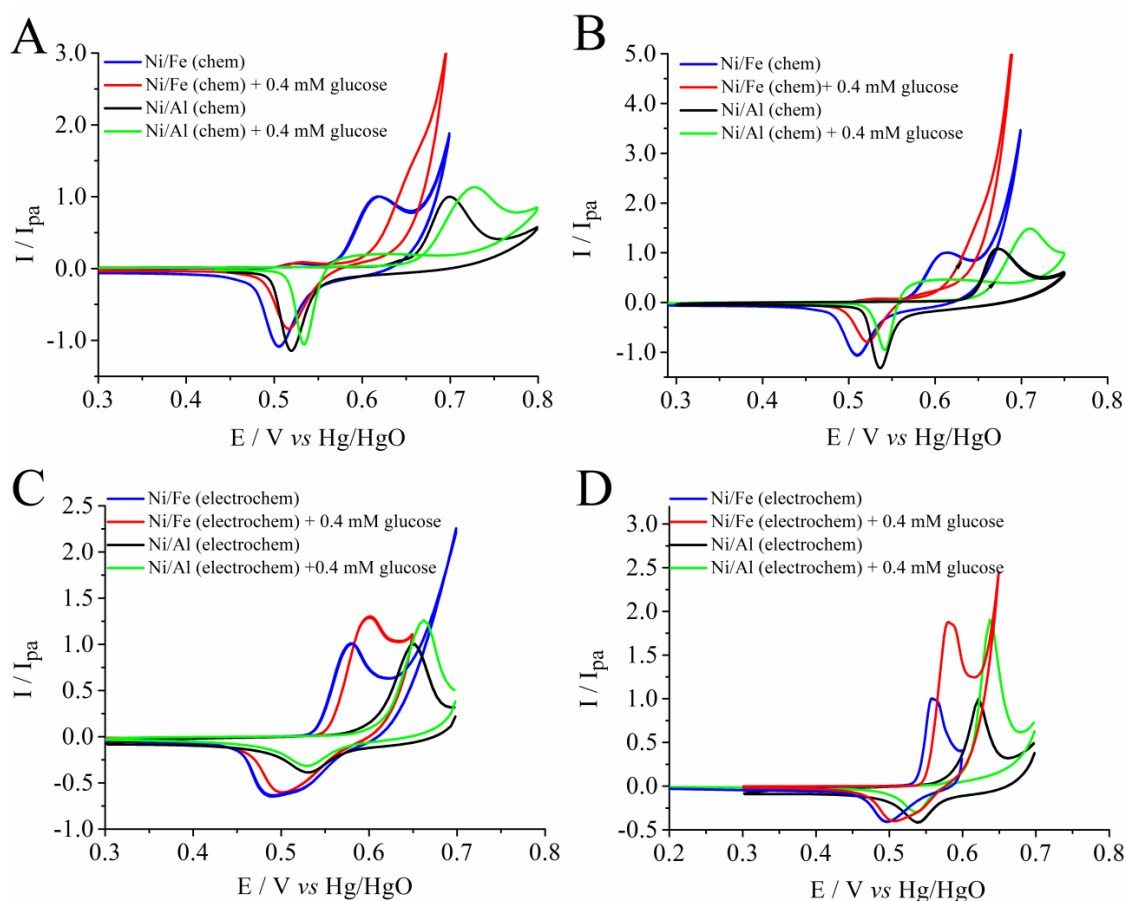 A
Ni/Fe (chem)
Ni/Fe (chem) + 0.4 mM glucose
Ni/Al (chem)
Ni/Al (chem) + 0.4 mM glucose
I / Ipa
3.0
2.0
1.0
0.0
-1.0
0.3 0.4 0.5 0.6 0.7 0.8
E / V vs Hg/HgO
B
Ni/Fe (chem)
Ni/Fe (chem)+ 0.4 mM glucose
Ni/Al (chem)
Ni/Al (chem) + 0.4 mM glucose
I / Ipa
5.0
4.0
3.0
2.0
1.0
0.0
-1.0
0.3 0.4 0.5 0.6 0.7 0.8 0.9
E / V vs Hg/HgO
C
Ni/Fe (electrochem)
Ni/Fe (electrochem) + 0.4 mM glucose
Ni/Al (electrochem)
Ni/Al (electrochem) +0.4 mM glucose
I / Ipa
2.5
2.0
1.5
1.0
0.5
0.0
-0.5
-1.0
0.3 0.4 0.5 0.6 0.7 0.8
E / V vs Hg/HgO
D
Ni/Fe (electrochem)
Ni/Fe (electrochem) + 0.4 mM glucose
Ni/Al (electrochem)
Ni/Al (electrochem) + 0.4 mM glucose
I / Ipa
3.0
2.5
2.0
1.5
1.0
0.5
0.0
-0.5
0.2 0.3 0.4 0.5 0.6 0.7 0.8
E / V vs Hg/HgO